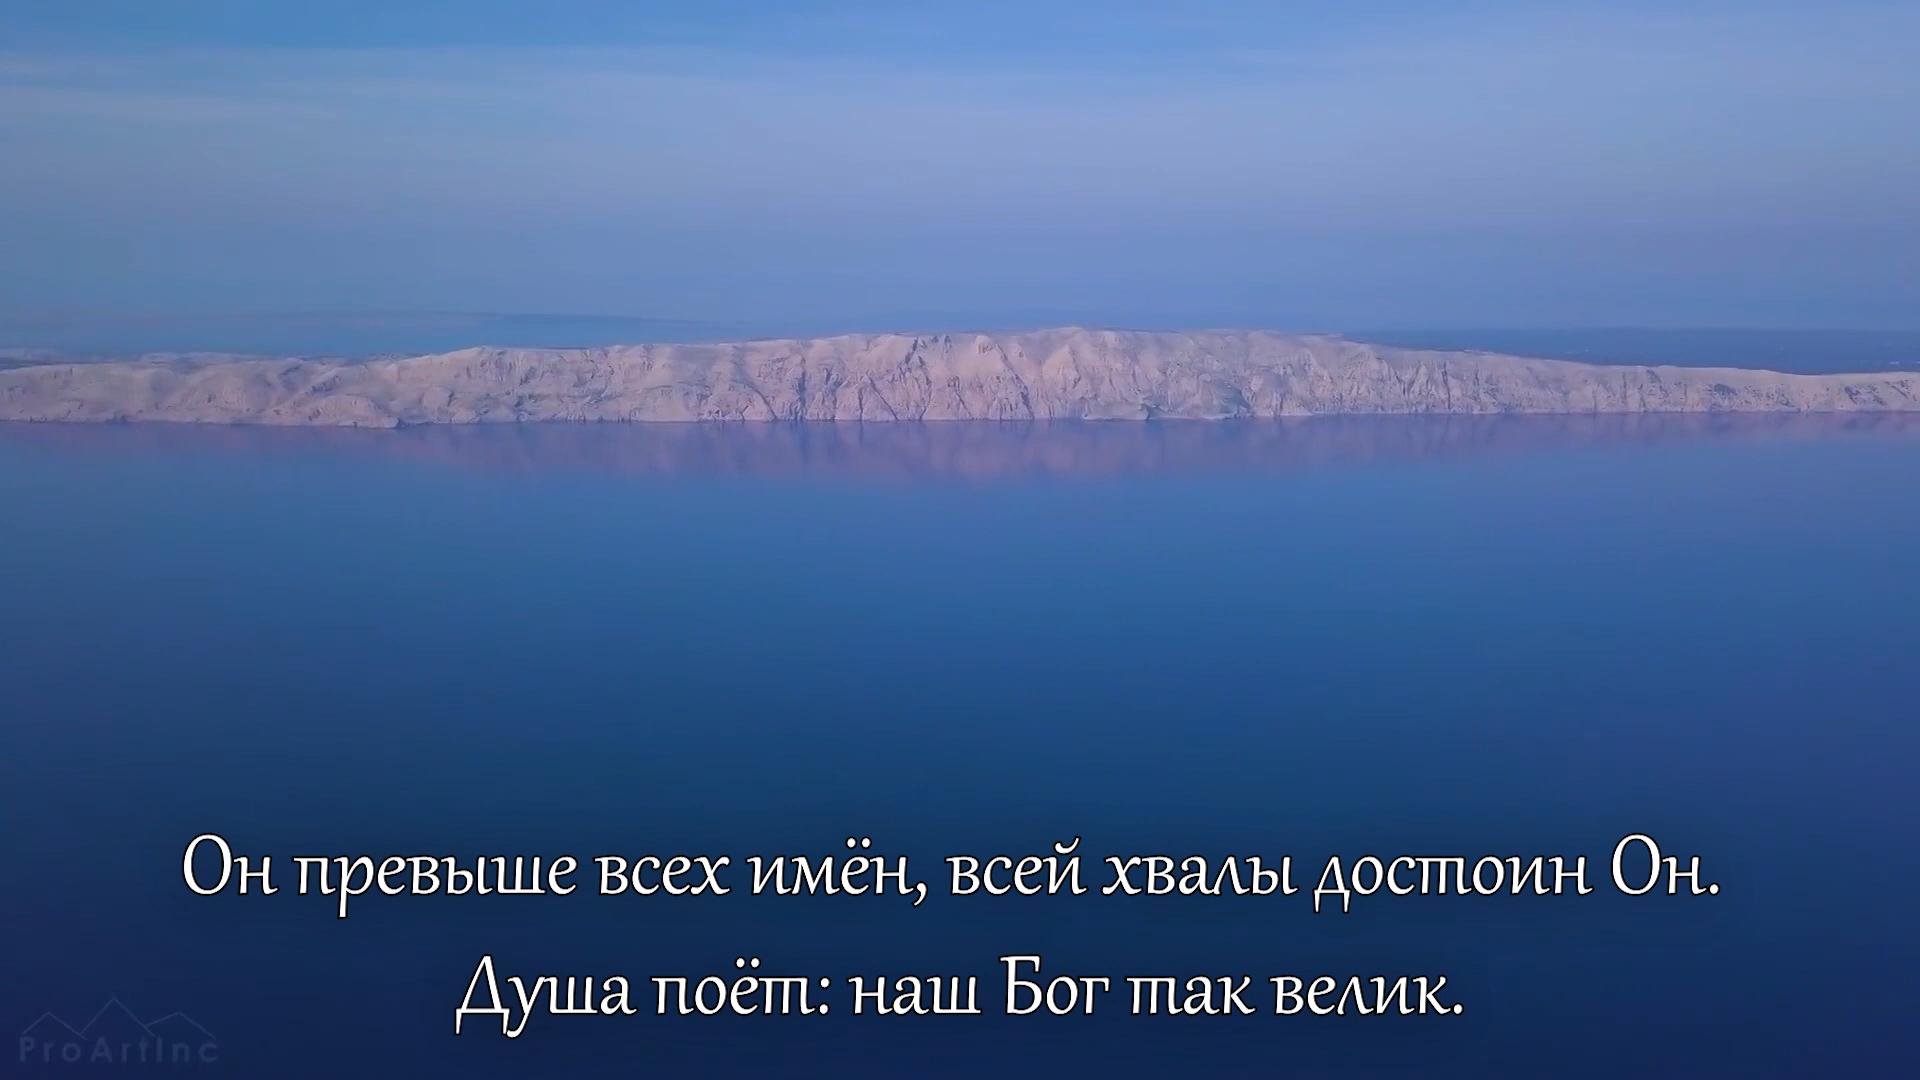 Он превыше всех имён, всей хвалы достоин Он.
Душа поёт: наш Бог так велик.
ProArtInc